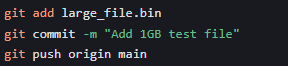 git add large_file.bin
git commit -m "Add 1GB test file"
git push origin main